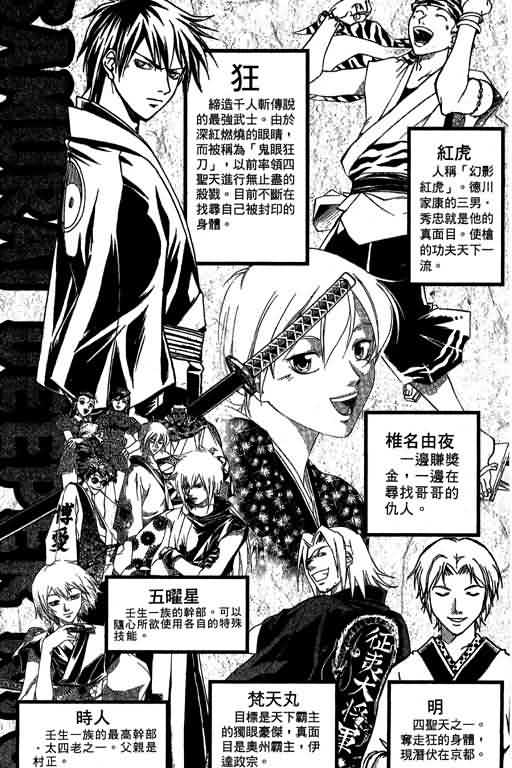 SAMURAI DEEPER KYO
狂
締造千人斬傳說
的最強武士。由於
深紅燃燒的眼睛，
而被稱為「鬼眼狂
刀」，以前率領四
聖天進行無止盡的
殺戮。目前不斷在
找尋自己被封印的
身體。
紅虎
人稱「幻影
紅虎」。德川
家康的三男，
秀忠就是他的
真面目。使槍
的功夫天下一
流。
椎名由夜
一邊賺獎
金，一邊在
尋找哥哥的
仇人。
博愛
五曜星
壬生一族的幹部。可以
隨心所欲使用各自的特殊
技能。
征夷大將軍
時人
壬生一族的最高幹部
，太四老之一。父親是
村正。
梵天丸
目標是天下霸主
的獨眼豪傑，真面
目是奧州霸主，伊
達政宗。
明
四聖天之一。
奪走狂的身體，
現潛伏在京都。